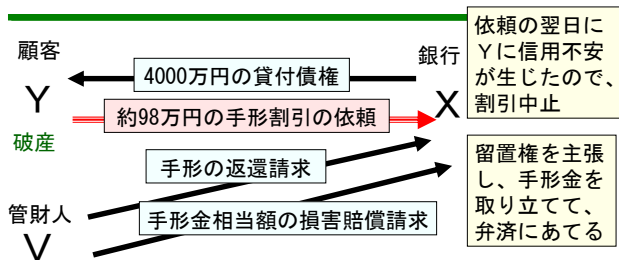 依頼の翌日に
Yに信用不安
が生じたので、
割引中止
顧客
銀行
4000万円の貸付債権
Y
X
約98万円の手形割引の依頼
破産
手形の返還請求
留置権を主張
し、手形金を
取り立てて、
弁済にあてる
管財人
手形金相当額の損害賠償請求
V